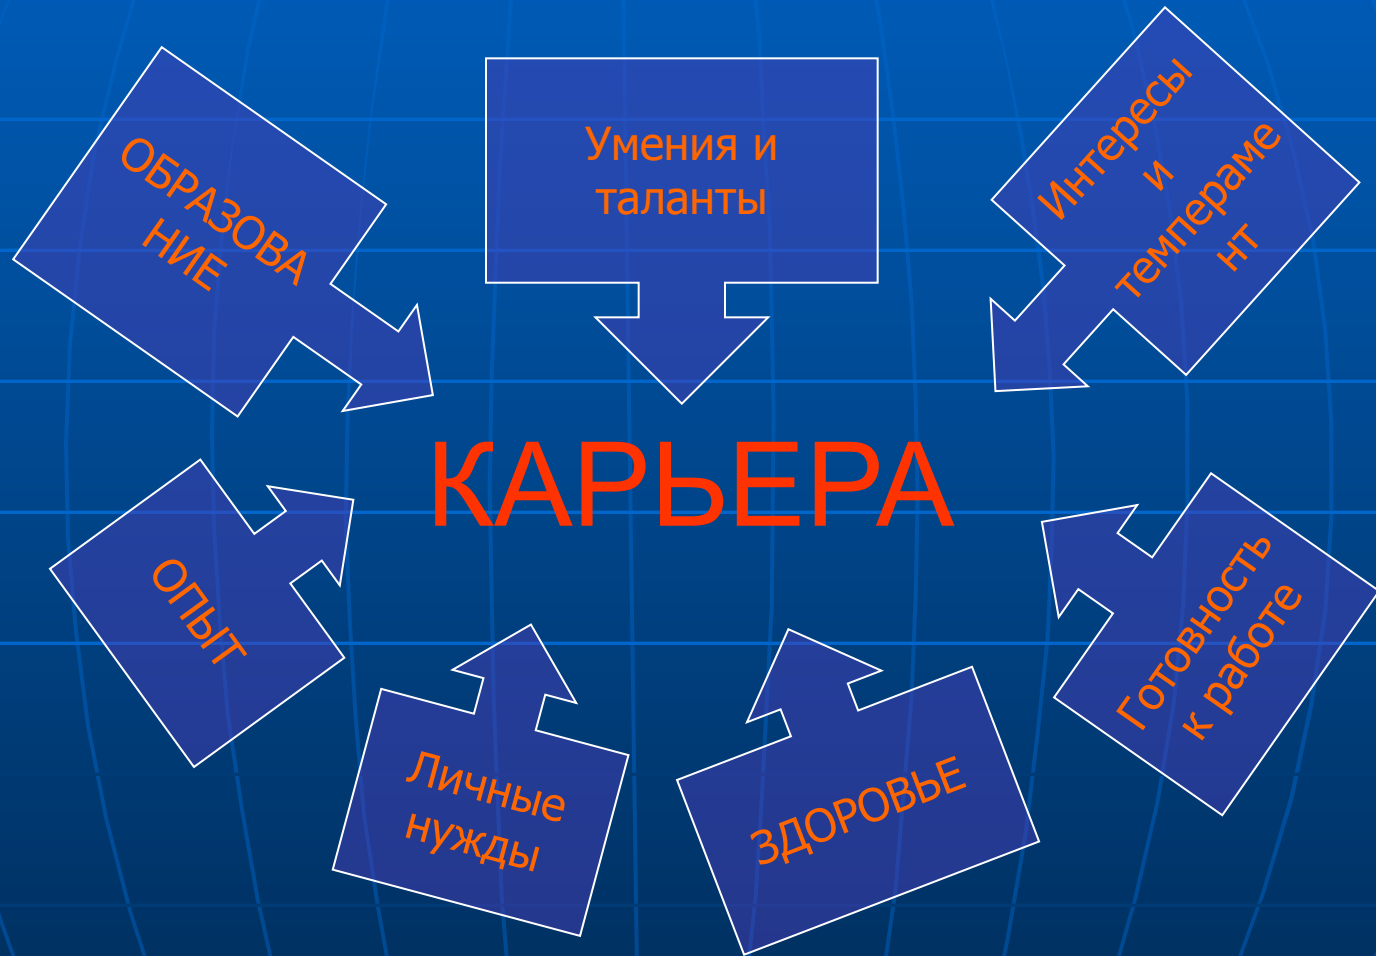 ОБРАЗОВА
НИЕ
Умения и
таланты
Интересы
и
темпераме
нт
КАРЬЕРА
ОПЫТ
Личные
нужды
ЗДОРОВЬЕ
Готовность
к работе